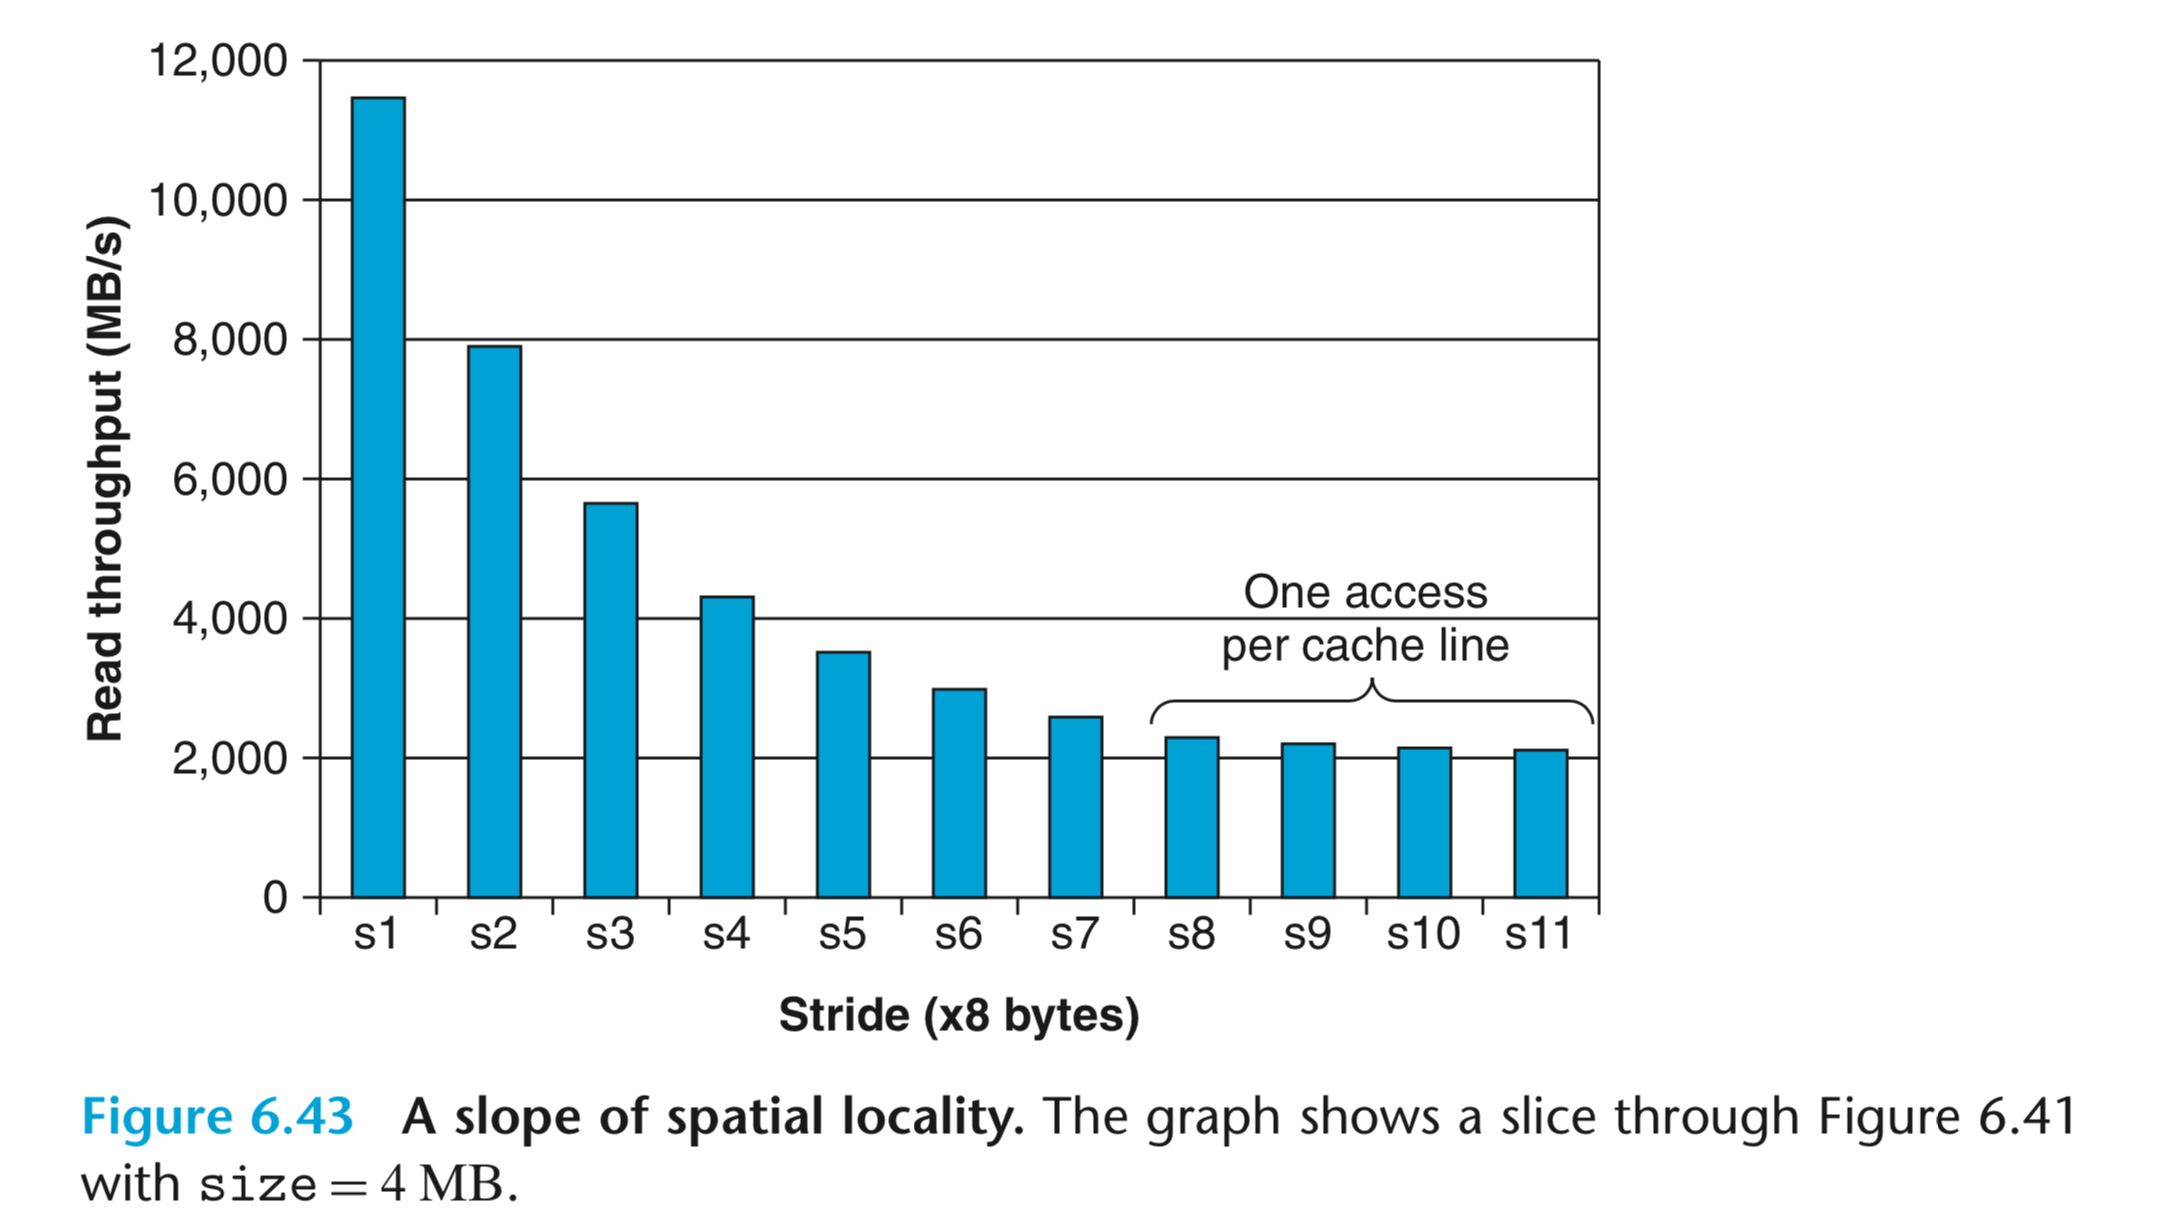 12,000
10,000
8,000
6,000
4,000
2,000
0
Read throughput (MB/s)
One access
per cache line
s1 s2 s3 s4 s5 s6 s7 s8 s9 s10 s11
Stride (x8 bytes)
Figure 6.43 A slope of spatial locality. The graph shows a slice through Figure 6.41
with size = 4 MB.